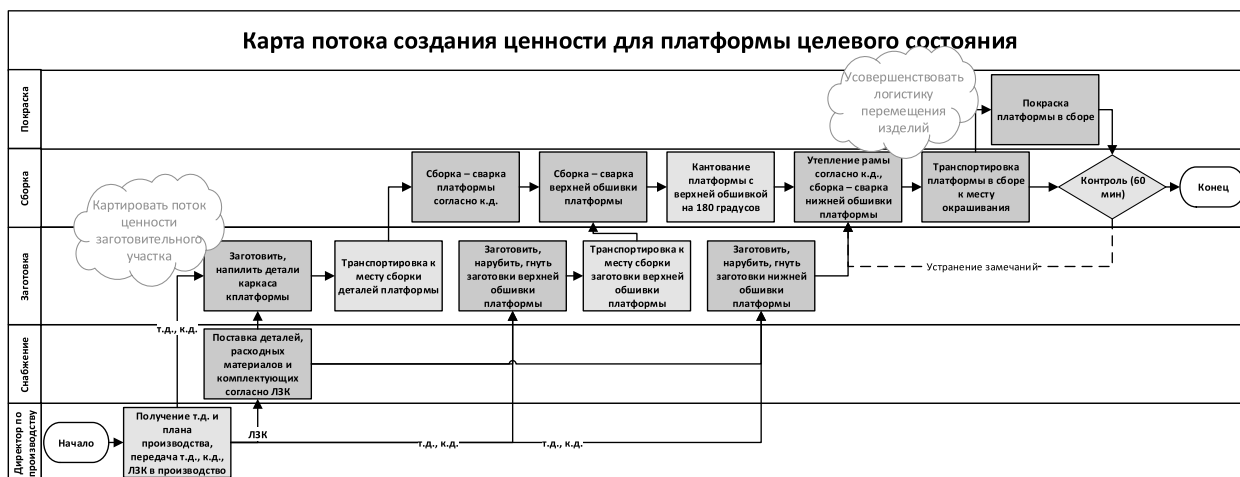 Карта потока создания ценности для платформы целевого состояния
Покраска
Усовершенствовать
логистику
перемещения
изделий
Покраска
платформы в сборе
Сборка
Сборка – сварка
платформы
согласно к.д.
Сборка – сварка
верхней обшивки
платформы
Кантование
платформы с
верхней обшивкой
на 180 градусов
Утепление рамы
согласно к.д.,
сборка – сварка
нижней обшивки
платформы
Транспортировка
платформы в сборе
к месту
окрашивания
Контроль (60
мин)
Конец
Картировать поток
ценности
заготовительного
участка
Заготовка
Заготовить,
напилить детали
каркаса
кплатформы
Транспортировка к
месту сборки
деталей платформы
Заготовить,
нарубить, гнуть
заготовки верхней
обшивки
платформы
Транспортировка к
месту сборки
заготовки верхней
обшивки
платформы
Заготовить,
нарубить, гнуть
заготовки нижней
обшивки
платформы
Устранение замечаний
т.д., к.д.
Снабжение
Поставка деталей,
расходных
материалов и
комплектующих
согласно ЛЗК
Директор по
производству
Начало
Получение т.д. и
плана
производства,
передача т.д., к.д.,
ЛЗК в производство
ЛЗК
т.д., к.д.
т.д., к.д.